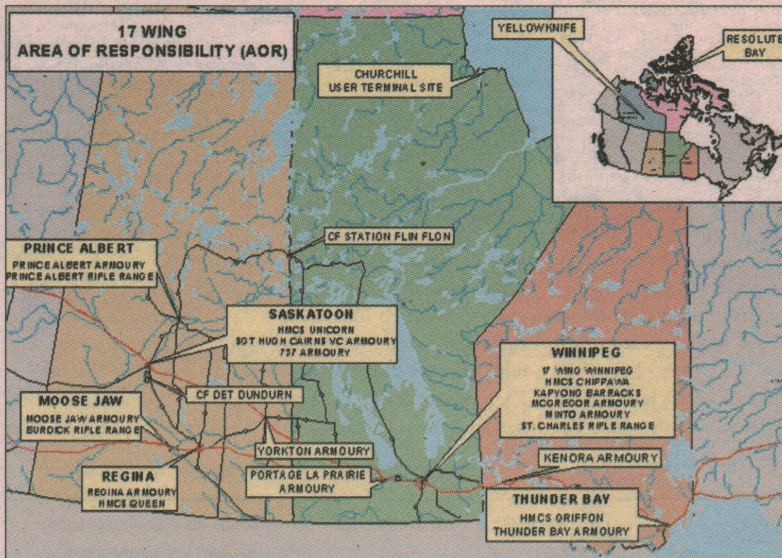 17 WING
AREA OF RESPONSIBILITY (AOR)
YELLOWKNIFE
RESOLUTE
BAY
CHURCHILL
USER TERMINAL SITE
CF STATION FLIN FLON
PRINCE ALBERT
PRINCE ALBERT ARMOURY
PRINCE ALBERT RIFLE RANGE
SASKATOON
HMCS UNICORN
SGT HUGH CAIRNS VC ARMOURY
737 ARMOURY
WINNIPEG
17 WING WINNIPEG
HMCS CHIPPAWA
KAPYONG BARRACKS
MCGREGOR ARMOURY
MINTO ARMOURY
ST. CHARLES RIFLE RANGE
CF DET DUNDURN
MOOSE JAW
MOOSE JAW ARMOURY
BURDICK RIFLE RANGE
YORKTON ARMOURY
KENORA ARMOURY
PORTAGE LA PRAIRIE
ARMOURY
REGINA
REGINA ARMOURY
HMCS QUEEN
THUNDER BAY
HMCS GRIFFON
THUNDER BAY ARMOURY